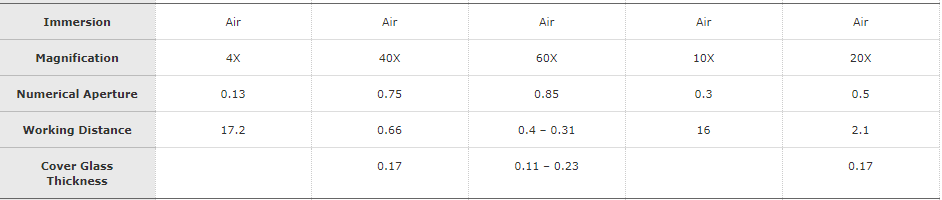 Immersion Air Air Air Air Air
Magnification 4X 40X 60X 10X 20X
Numerical Aperture 0.13 0.75 0.85 0.3 0.5
Working Distance 17.2 0.66 0.4 – 0.31 16 2.1
Cover Glass 0.17 0.11 – 0.23 0.17
Thickness